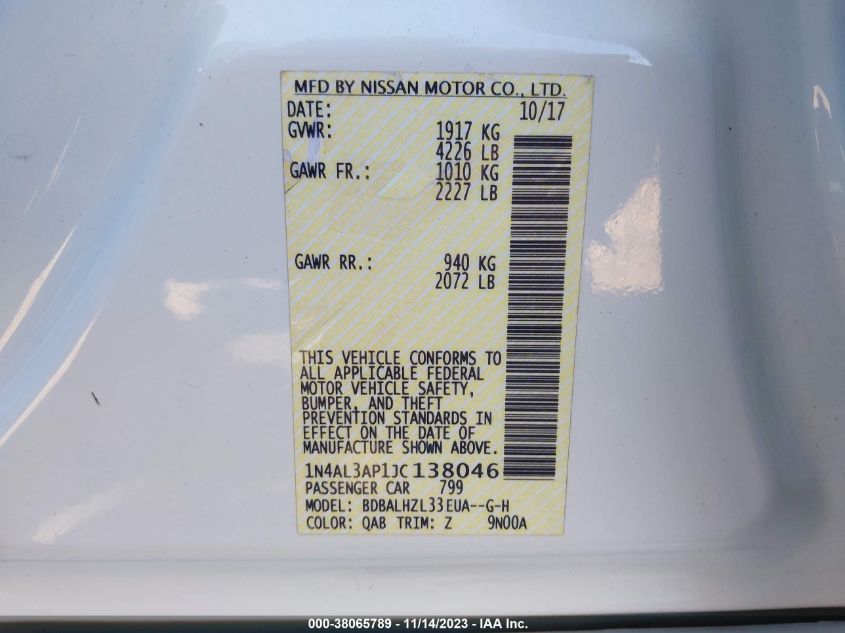 MFD BY NISSAN MOTOR CO., LTD.
DATE: 10/17
GVWR: 1917 KG
4226 LB
GAWR FR.: 1010 KG
2227 LB
GAWR RR.: 940 KG
2072 LB
THIS VEHICLE CONFORMS TO
ALL APPLICABLE FEDERAL
MOTOR VEHICLE SAFETY,
BUMPER, AND THEFT
PREVENTION STANDARDS IN
EFFECT ON THE DATE OF
MANUFACTURE SHOWN ABOVE.
1N4AL3AP1JC138046
PASSENGER CAR 799
MODEL: BDBALHZL33EUA--G-H
COLOR: QAB TRIM: Z 9N00A
000-38065789 - 11/14/2023 - IAA Inc.